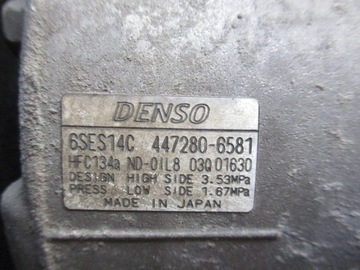 DENSO
6SES14C 447280-6581
HFC134a ND-OIL8 03Q01630
DESIGN HIGH SIDE 3.53MPa
PRESS LOW SIDE 1.67MPa
MADE IN JAPAN